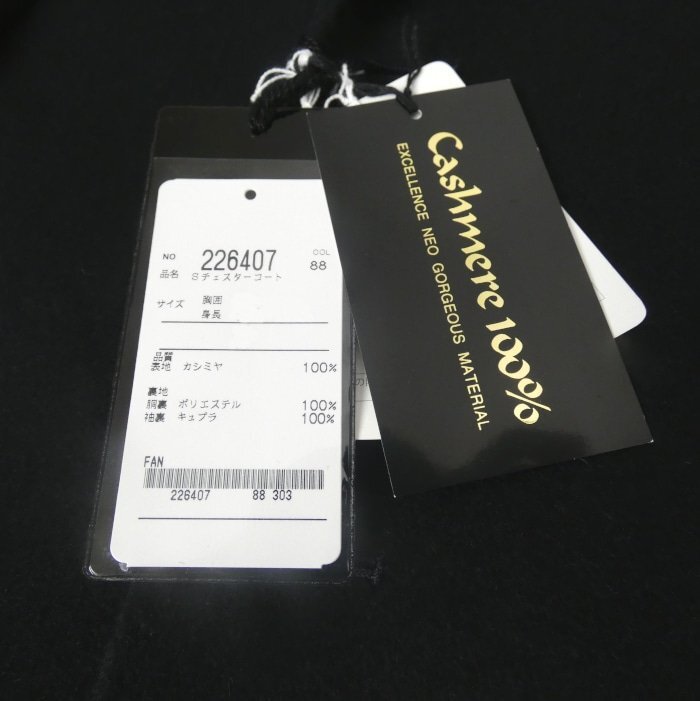 NO 226407 COL 88
品名 Sチェスターコート
サイズ 胸囲
身長
品質
表地 カシミヤ 100%
裏地
胴裏 ポリエステル 100%
袖裏 キュプラ 100%
FAN
226407 88 303
Cashmere 100%
EXCELLENCE NEO GORGEOUS MATERIAL